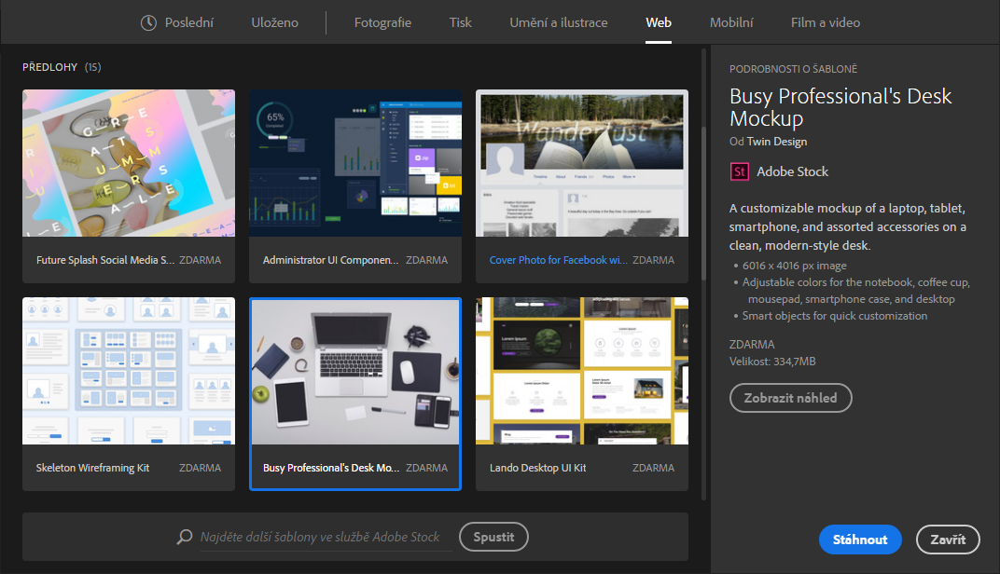 Poslední Uloženo Fotografie Tisk Umění a ilustrace Web Mobilní Film a video
PŘEDLOHY (15)
65%
Completed
Wanderlust
Timeline About Friends Photos More
Future Splash Social Media S... ZDARMA
Administrator UI Componen... ZDARMA
Cover Photo for Facebook wi... ZDARMA
Skeleton Wireframing Kit ZDARMA
Busy Professional's Desk Mo... ZDARMA
Lando Desktop UI Kit ZDARMA
Najděte další šablony ve službě Adobe Stock Spustit
PODROBNOSTI O ŠABLONĚ
Busy Professional's Desk
Mockup
Od Twin Design
St Adobe Stock
A customizable mockup of a laptop, tablet,
smartphone, and assorted accessories on a
clean, modern-style desk.
• 6016 x 4016 px image
• Adjustable colors for the notebook, coffee cup,
mousepad, smartphone case, and desktop
• Smart objects for quick customization
ZDARMA
Velikost: 334,7MB
Zobrazit náhled
Stáhnout Zavřít